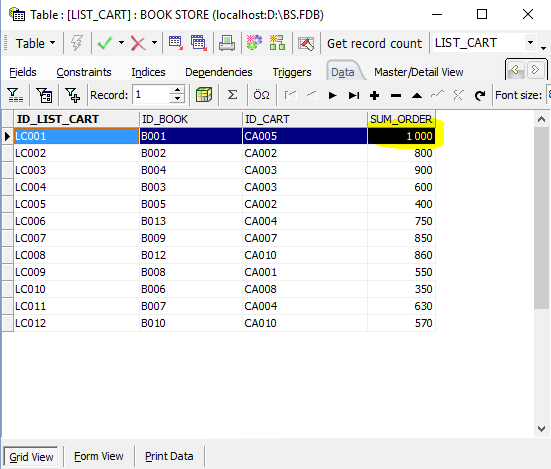 Table : [LIST_CART] : BOOK STORE (localhost:D:\BS.FDB)
Table Get record count LIST_CART
Fields Constraints Indices Dependencies Triggers Data Master/Detail View
Record: 1 Σ ÖΩ Font size: 8
ID_LIST_CART ID_BOOK ID_CART SUM_ORDER
LC001 B001 CA005 1 000
LC002 B002 CA002 800
LC003 B004 CA003 900
LC004 B003 CA003 600
LC005 B005 CA002 400
LC006 B013 CA004 750
LC007 B009 CA007 850
LC008 B012 CA010 860
LC009 B008 CA001 550
LC010 B006 CA008 350
LC011 B007 CA004 630
LC012 B010 CA010 570
Grid View Form View Print Data